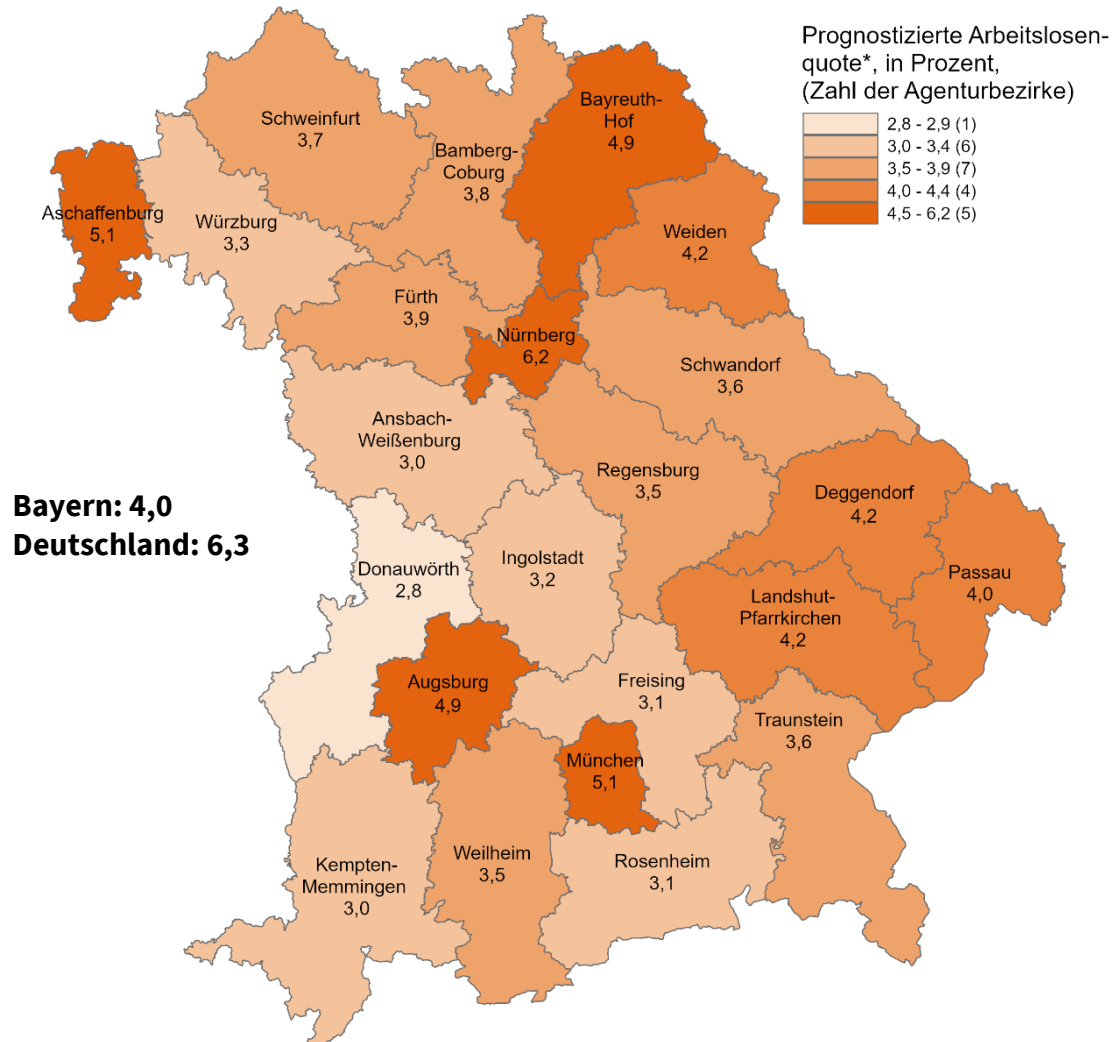 Prognostizierte Arbeitslosen-
quote*, in Prozent,
(Zahl der Agenturbezirke)
2,8 - 2,9 (1)
3,0 - 3,4 (6)
3,5 - 3,9 (7)
4,0 - 4,4 (4)
4,5 - 6,2 (5)
Schweinfurt
3,7
Bayreuth-
Hof
4,9
Bamberg-
Coburg
3,8
Aschaffenburg
5,1
Würzburg
3,3
Weiden
4,2
Fürth
3,9
Nürnberg
6,2
Schwandorf
3,6
Ansbach-
Weißenburg
3,0
Regensburg
3,5
Deggendorf
4,2
Bayern: 4,0
Deutschland: 6,3
Donauwörth
2,8
Ingolstadt
3,2
Passau
4,0
Landshut-
Pfarrkirchen
4,2
Augsburg
4,9
Freising
3,1
Traunstein
3,6
München
5,1
Kempten-
Memmingen
3,0
Weilheim
3,5
Rosenheim
3,1